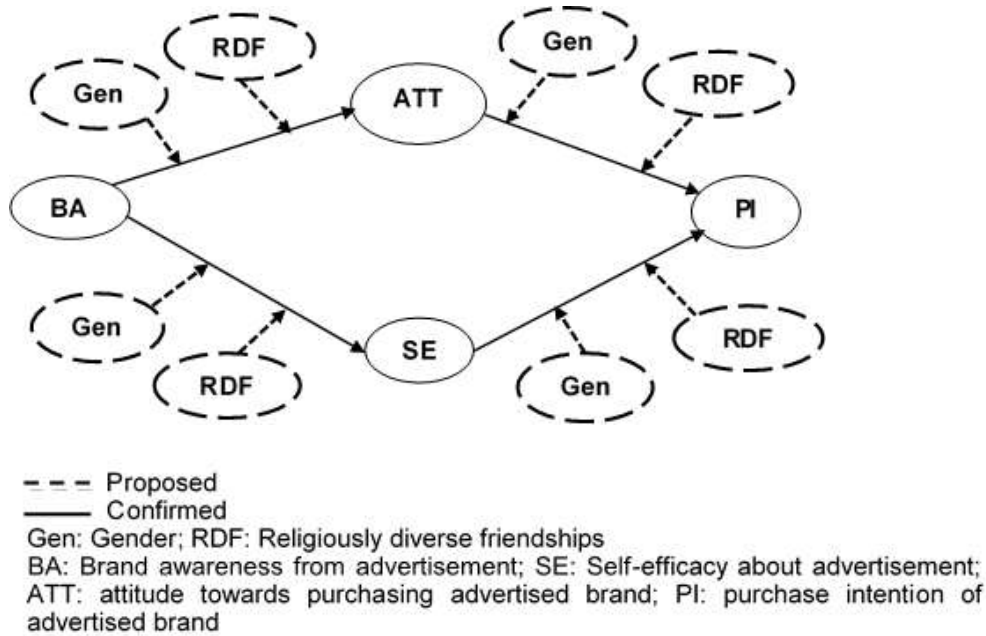 RDF
Gen
Gen
ATT
RDF
BA
PI
Gen
SE
RDF
RDF
Gen
Proposed
Confirmed
Gen: Gender; RDF: Religiously diverse friendships
BA: Brand awareness from advertisement; SE: Self-efficacy about advertisement;
ATT: attitude towards purchasing advertised brand; PI: purchase intention of
advertised brand